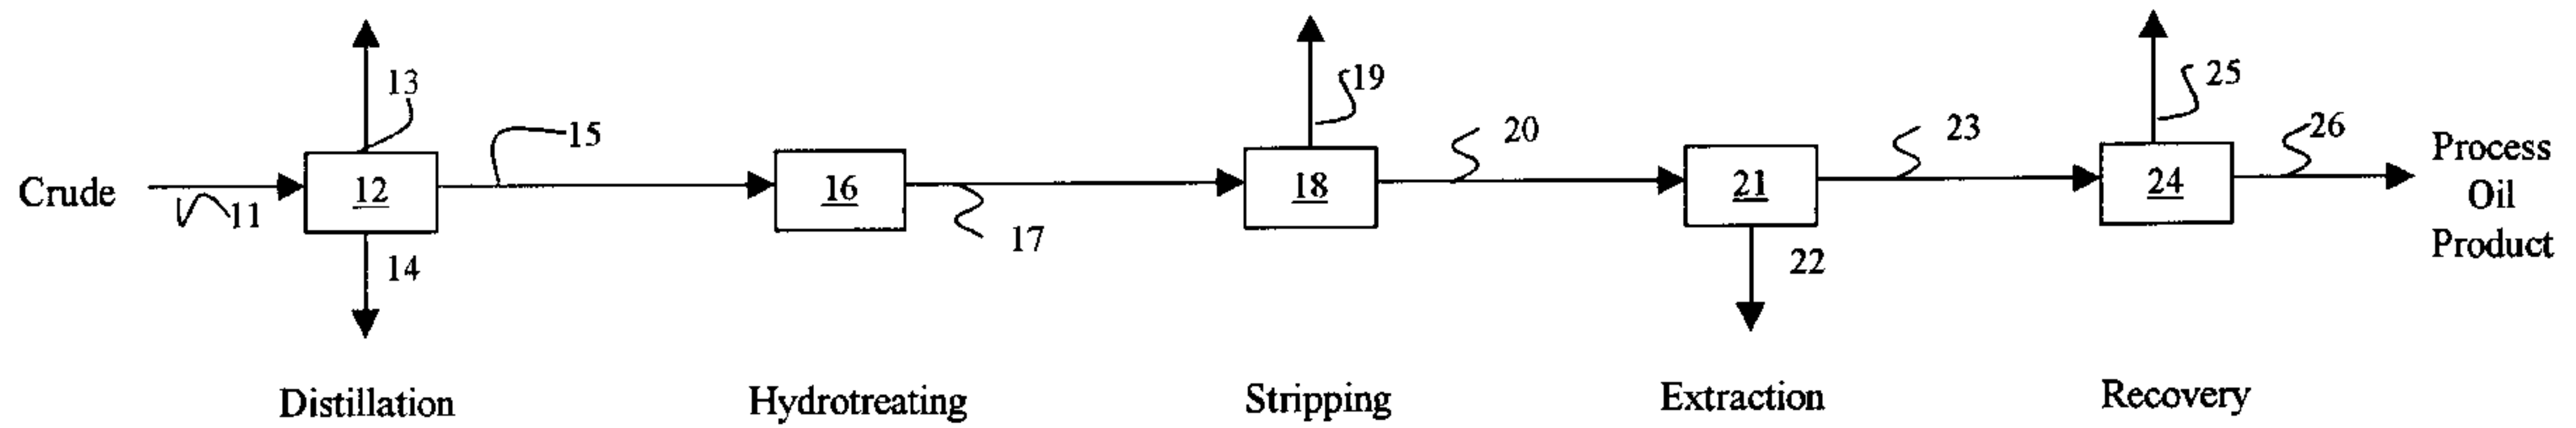 13
19
25
15
20
23
26
Crude
11
12
16
17
18
21
22
24
Process
Oil
Product
14
Distillation
Hydrotreating
Stripping
Extraction
Recovery